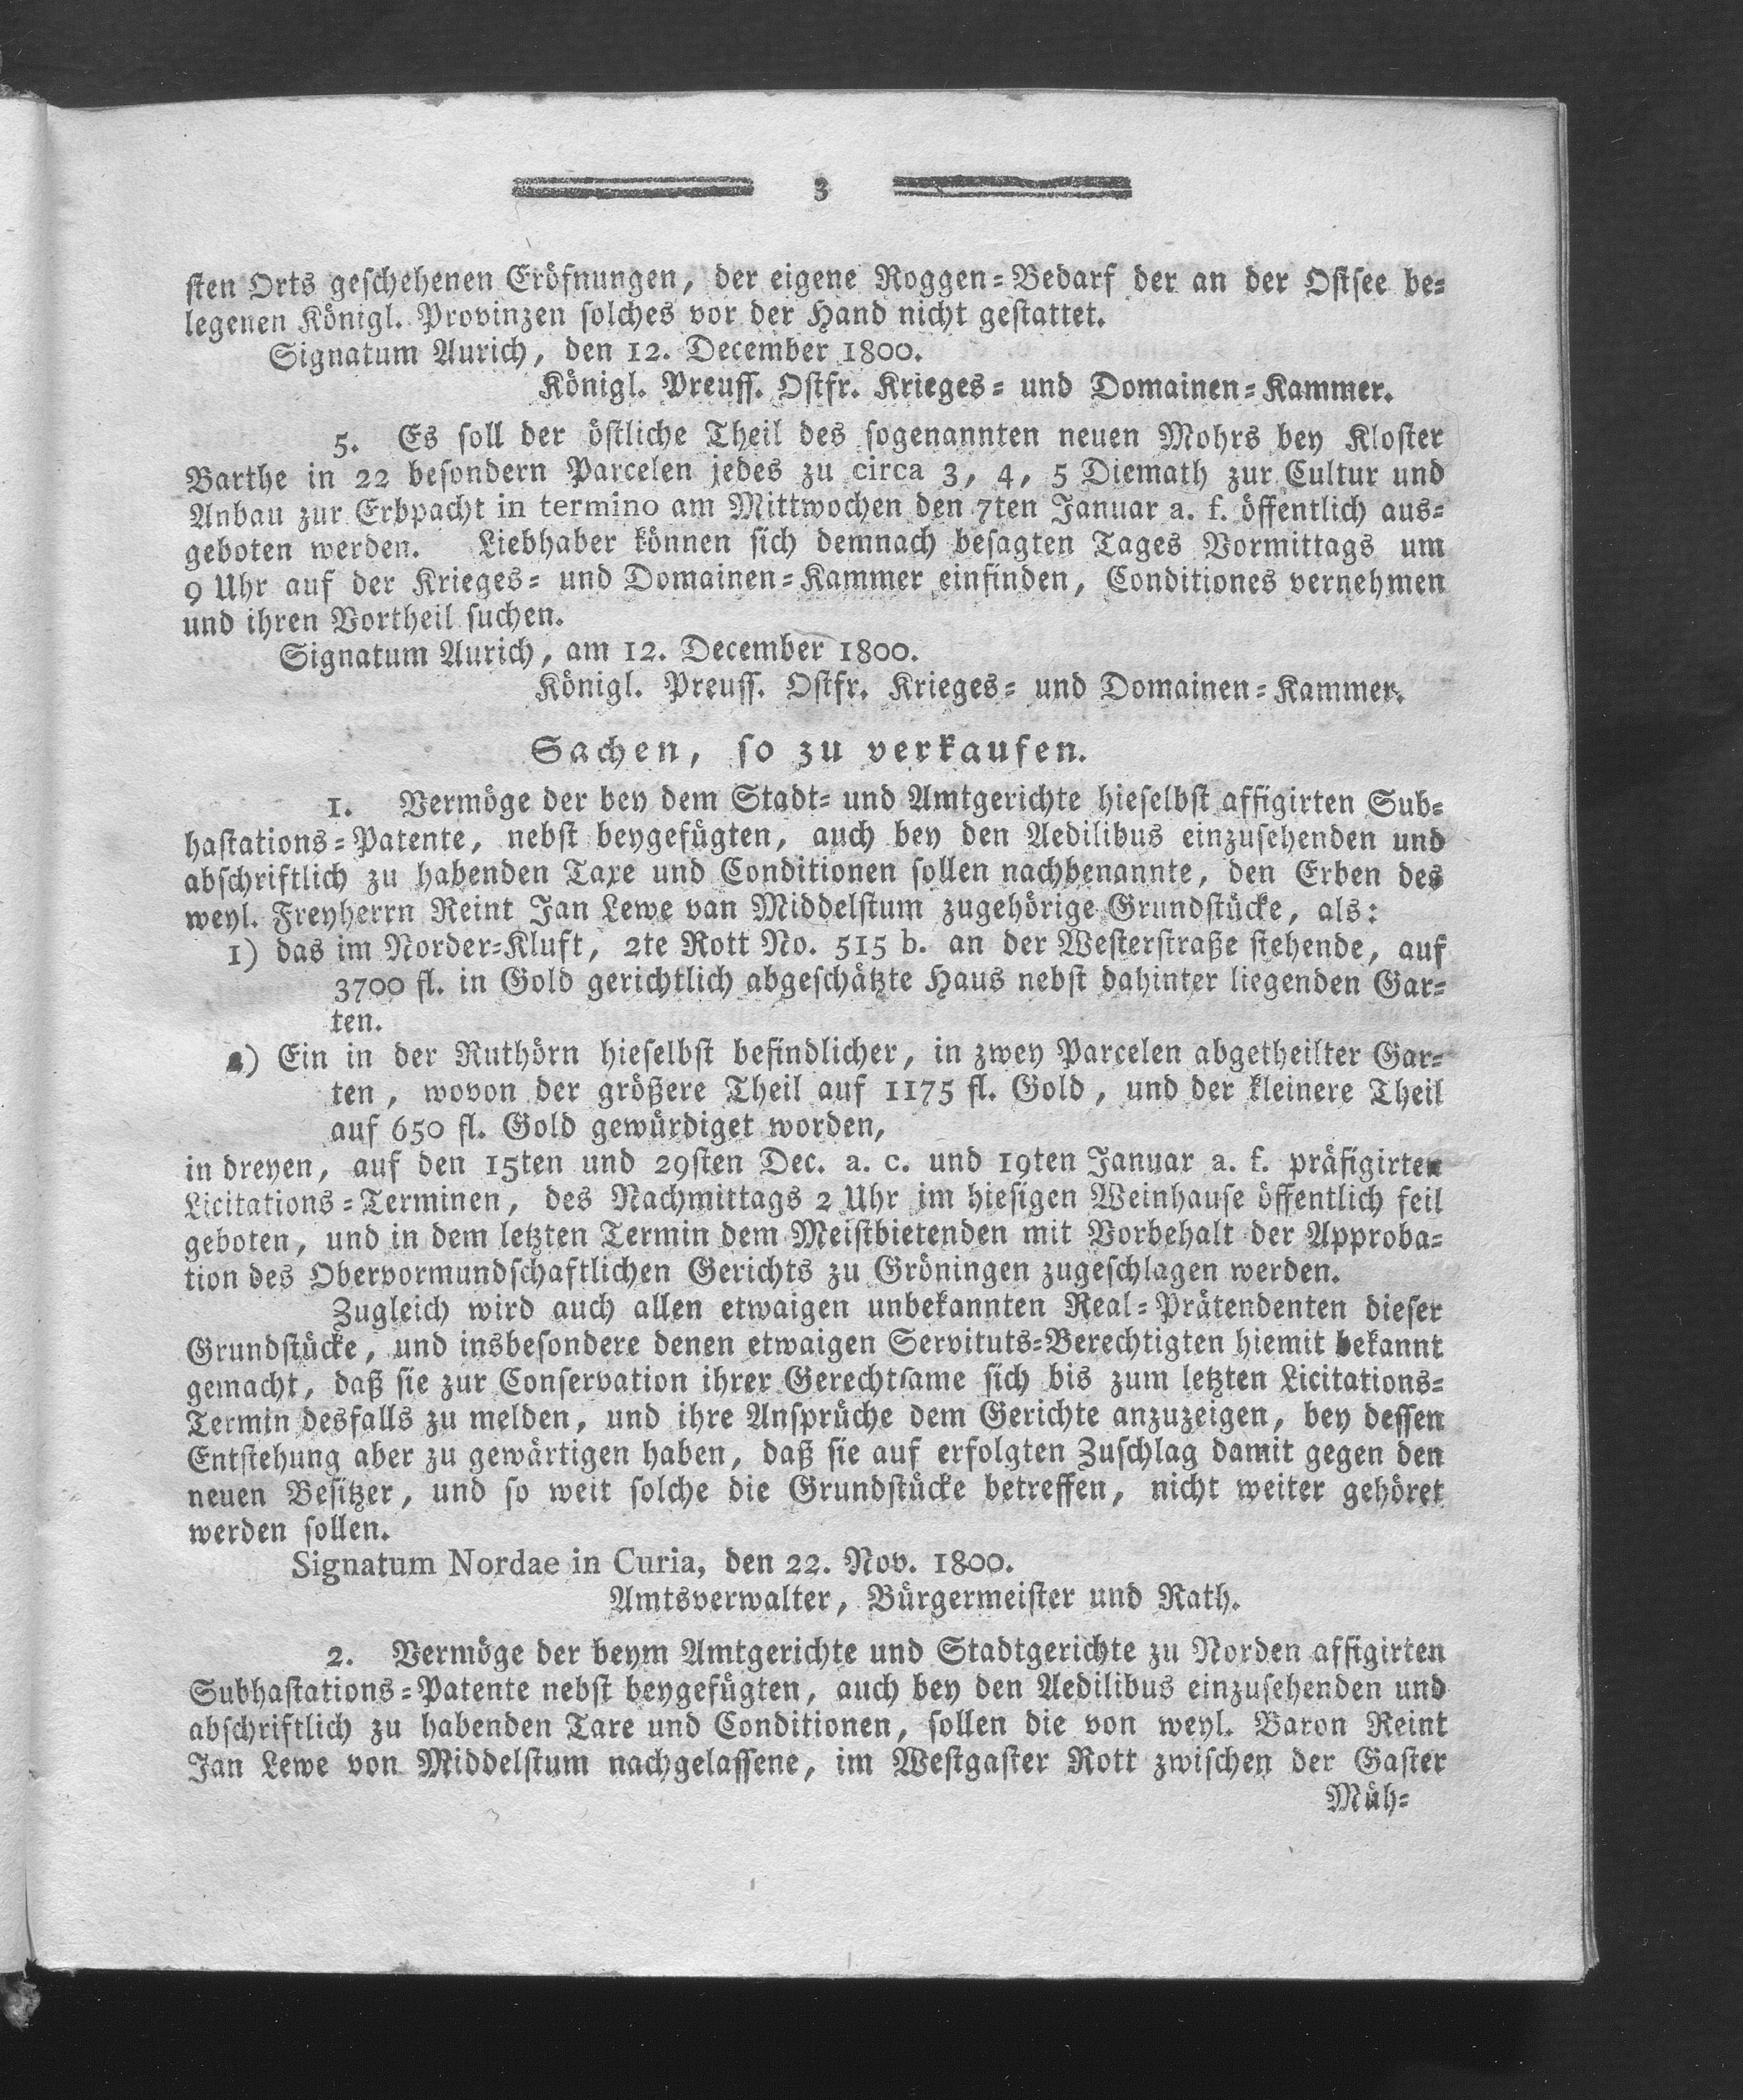 3
sten Orts geschehenen Eröfnungen, der eigene Roggen=Bedarf der an der Ostsee be=
legenen Königl. Provinzen solches vor der Hand nicht gestattet.
Signatum Aurich, den 12. December 1800.
Königl. Preuss. Ostfr. Krieges= und Domainen=Kammer.
5. Es soll der östliche Theil des sogenannten neuen Mohrs bey Kloster
Barthe in 22 besondern Parcelen jedes zu circa 3, 4, 5 Diemath zur Cultur und
Anbau zur Erbpacht in termino am Mittwochen den 7ten Januar a. f. öffentlich aus=
geboten werden. Liebhaber können sich demnach besagten Tages Vormittags um
9 Uhr auf der Krieges= und Domainen=Kammer einfinden, Conditiones vernehmen
und ihren Vortheil suchen.
Signatum Aurich, am 12. December 1800.
Königl. Preuss. Ostfr. Krieges= und Domainen=Kammer.
Sachen, so zu verkaufen.
1. Vermöge der bey dem Stadt= und Amtgerichte hieselbst affigirten Sub=
hastations=Patente, nebst beygefügten, auch bey den Aedilibus einzusehenden und
abschriftlich zu habenden Taxe und Conditionen sollen nachbenannte, den Erben des
weyl. Freyherrn Reint Jan Lewe van Middelstum zugehörige Grundstücke, als:
1) das im Norder=Kluft, 2te Rott No. 515 b. an der Westerstraße stehende, auf
3700 fl. in Gold gerichtlich abgeschätzte Haus nebst dahinter liegenden Gar=
ten.
2) Ein in der Ruthörn hieselbst befindlicher, in zwey Parcelen abgetheilter Gar=
ten, wovon der größere Theil auf 1175 fl. Gold, und der kleinere Theil
auf 650 fl. Gold gewürdiget worden,
in dreyen, auf den 15ten und 29sten Dec. a. c. und 19ten Januar a. f. präfigirten
Licitations=Terminen, des Nachmittags 2 Uhr im hiesigen Weinhause öffentlich feil
geboten, und in dem letzten Termin dem Meistbietenden mit Vorbehalt der Approba=
tion des Obervormundschaftlichen Gerichts zu Gröningen zugeschlagen werden.
Zugleich wird auch allen etwaigen unbekannten Real=Prätendenten dieser
Grundstücke, und insbesondere denen etwaigen Servituts=Berechtigten hiemit bekannt
gemacht, daß sie zur Conservation ihrer Gerechtsame sich bis zum letzten Licitations=
Termin desfalls zu melden, und ihre Ansprüche dem Gerichte anzuzeigen, bey dessen
Entstehung aber zu gewärtigen haben, daß sie auf erfolgten Zuschlag damit gegen den
neuen Besitzer, und so weit solche die Grundstücke betreffen, nicht weiter gehöret
werden sollen.
Signatum Nordae in Curia, den 22. Nov. 1800.
Amtsverwalter, Bürgermeister und Rath.
2. Vermöge der beym Amtgerichte und Stadtgerichte zu Norden affigirten
Subhastations=Patente nebst beygefügten, auch bey den Aedilibus einzusehenden und
abschriftlich zu habenden Tare und Conditionen, sollen die von weyl. Baron Reint
Jan Lewe von Middelstum nachgelassene, im Westgaster Rott zwischen der Gaster
Müh=